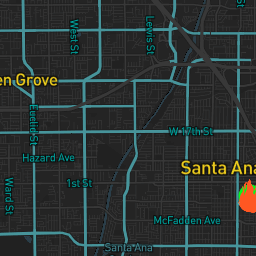 West St
Lewis St
en Grove
Euclid St
W 17th St
Hazard Ave
Santa Ana
1st St
Ward St
McFadden Ave
Santa Ana